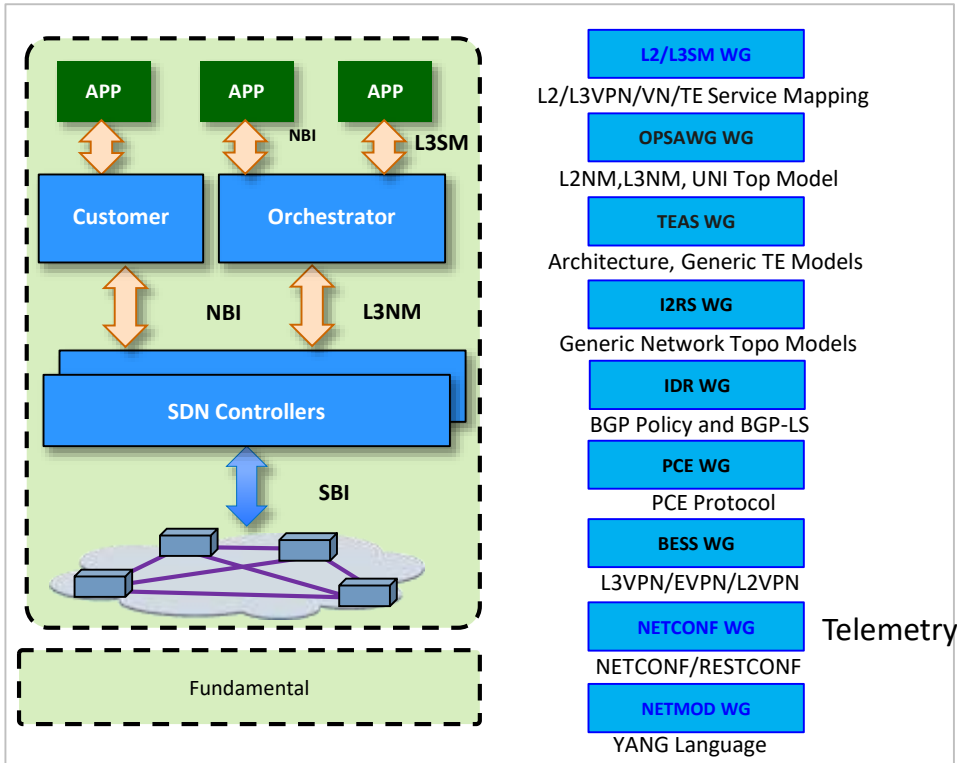 APP
APP
APP
NBI
L3SM
Customer
Orchestrator
NBI
L3NM
SDN Controllers
SBI
Fundamental
L2/L3SM WG
L2/L3VPN/VN/TE Service Mapping
OPSAWG WG
L2NM,L3NM, UNI Top Model
TEAS WG
Architecture, Generic TE Models
I2RS WG
Generic Network Topo Models
IDR WG
BGP Policy and BGP-LS
PCE WG
PCE Protocol
BESS WG
L3VPN/EVPN/L2VPN
NETCONF WG
Telemetry
NETCONF/RESTCONF
NETMOD WG
YANG Language